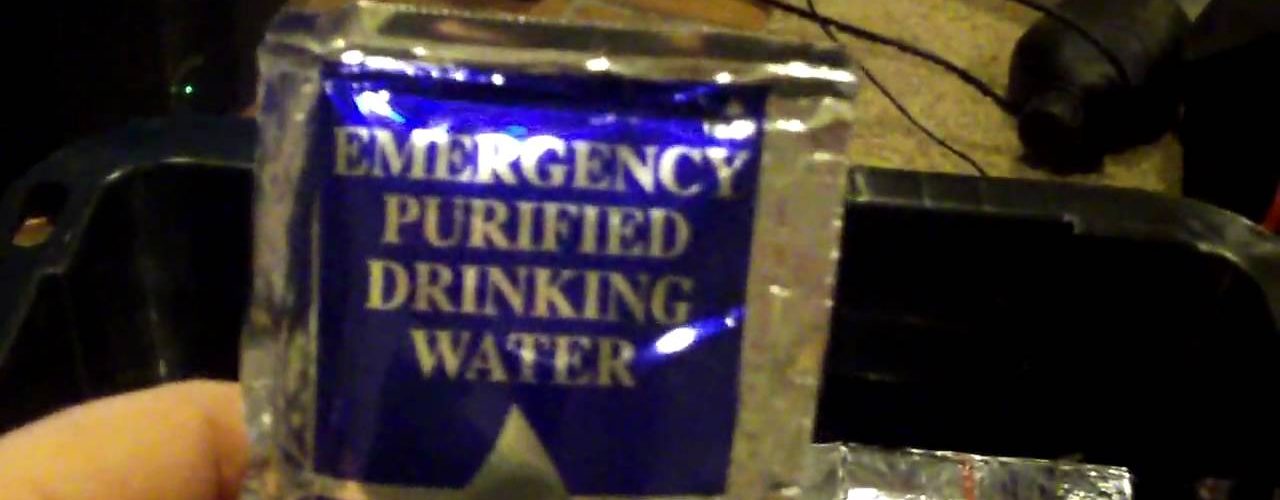 EMERGENCY
PURIFIED
DRINKING
WATER